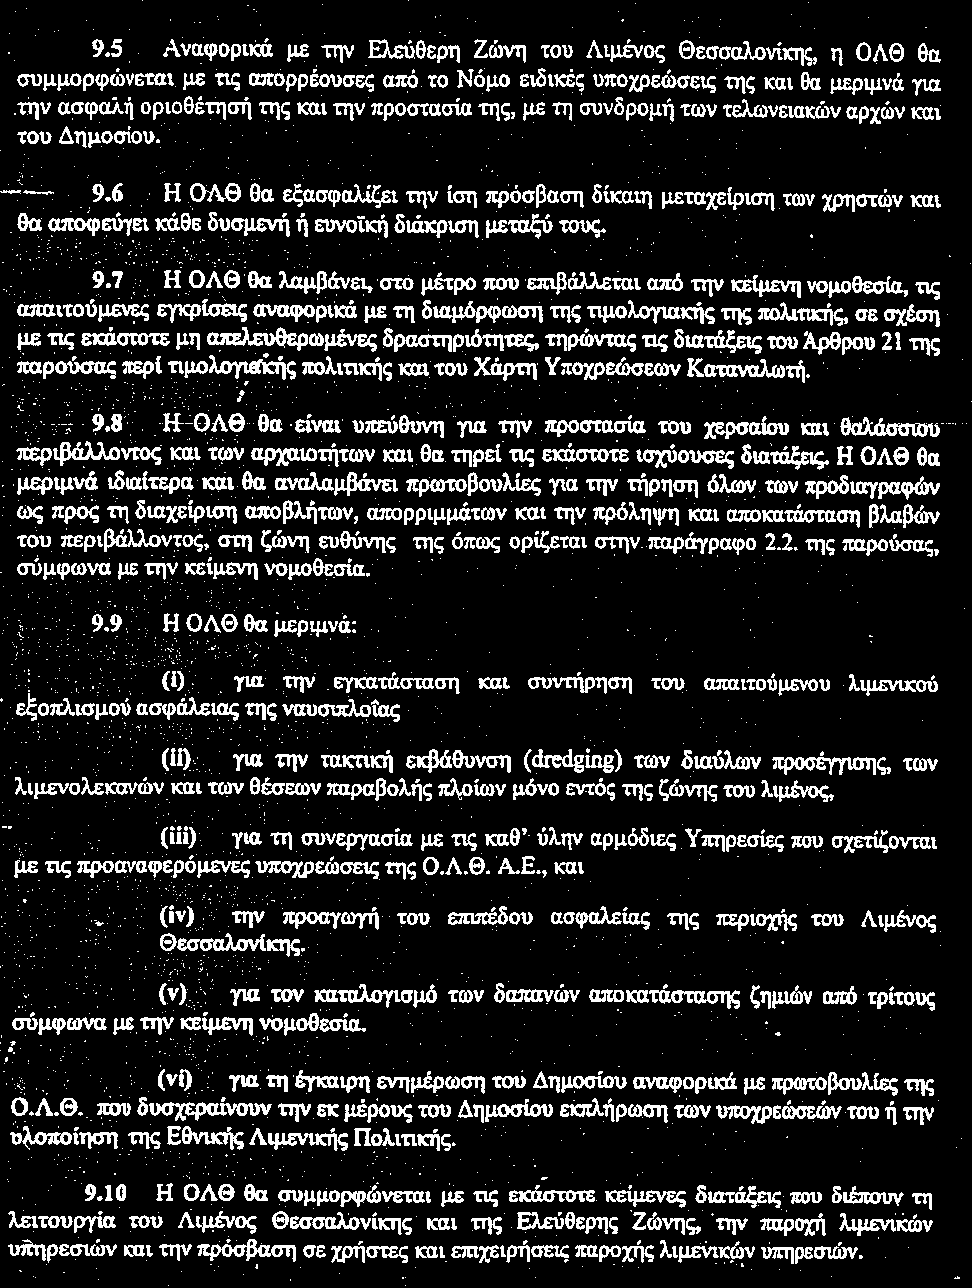 9.5 Αναφορικά με την Ελεύθερη Ζώνη του Λιμένος Θεσσαλονίκης, η ΟΛΘ θα
συμμορφώνεται με τις απορρέουσες από το Νόμο ειδικές υποχρεώσεις της και θα μεριμνά για
την ασφαλή οριοθέτησή της και την προστασία της, με τη συνδρομή των τελωνειακών αρχών και
του Δημοσίου.
9.6 Η ΟΛΘ θα εξασφαλίζει την ίση πρόσβαση δίκαιη μεταχείριση των χρηστών και
θα αποφεύγει κάθε δυσμενή ή ευνοϊκή διάκριση μεταξύ τους.
9.7 Η ΟΛΘ θα λαμβάνει, στο μέτρο που επιβάλλεται από την κείμενη νομοθεσία, τις
απαιτούμενες εγκρίσεις αναφορικά με τη διαμόρφωση της τιμολογιακής της πολιτικής, σε σχέση
με τις εκάστοτε μη απελευθερωμένες δραστηριότητες, τηρώντας τις διατάξεις του Άρθρου 21 της
παρούσας περί τιμολογιακής πολιτικής και του Χάρτη Υποχρεώσεων Καταναλωτή.
9.8 Η ΟΛΘ θα είναι υπεύθυνη για την προστασία του χερσαίου και θαλάσσιου
περιβάλλοντος και των αρχαιοτήτων και θα τηρεί τις εκάστοτε ισχύουσες διατάξεις. Η ΟΛΘ θα
μεριμνά ιδιαίτερα και θα αναλαμβάνει πρωτοβουλίες για την τήρηση όλων των προδιαγραφών
ως προς τη διαχείριση αποβλήτων, απορριμμάτων και την πρόληψη και αποκατάσταση βλαβών
του περιβάλλοντος, στη ζώνη ευθύνης της όπως ορίζεται στην παράγραφο 2.2. της παρούσας,
σύμφωνα με την κείμενη νομοθεσία.
9.9 Η ΟΛΘ θα μεριμνά:
(i) για την εγκατάσταση και συντήρηση του απαιτούμενου λιμενικού
εξοπλισμού ασφάλειας της ναυσιπλοΐας
(ii) για την τακτική εκβάθυνση (dredging) των διαύλων προσέγγισης, των
λιμενολεκανών και των θέσεων παραβολής πλοίων μόνο εντός της ζώνης του λιμένος,
(iii) για τη συνεργασία με τις καθ’ ύλην αρμόδιες Υπηρεσίες που σχετίζονται
με τις προαναφερόμενες υποχρεώσεις της Ο.Λ.Θ. Α.Ε., και
(iv) την προαγωγή του επιπέδου ασφαλείας της περιοχής του Λιμένος
Θεσσαλονίκης.
(v) για τον καταλογισμό των δαπανών αποκατάστασης ζημιών από τρίτους
σύμφωνα με την κείμενη νομοθεσία.
(vi) για τη έγκαιρη ενημέρωση του Δημοσίου αναφορικά με πρωτοβουλίες της
Ο.Λ.Θ. που δυσχεραίνουν την εκ μέρους του Δημοσίου εκπλήρωση των υποχρεώσεών του ή την
υλοποίηση της Εθνικής Λιμενικής Πολιτικής.
9.10 Η ΟΛΘ θα συμμορφώνεται με τις εκάστοτε κείμενες διατάξεις που διέπουν τη
λειτουργία του Λιμένος Θεσσαλονίκης και της Ελεύθερης Ζώνης, την παροχή λιμενικών
υπηρεσιών και την πρόσβαση σε χρήστες και επιχειρήσεις παροχής λιμενικών υπηρεσιών.